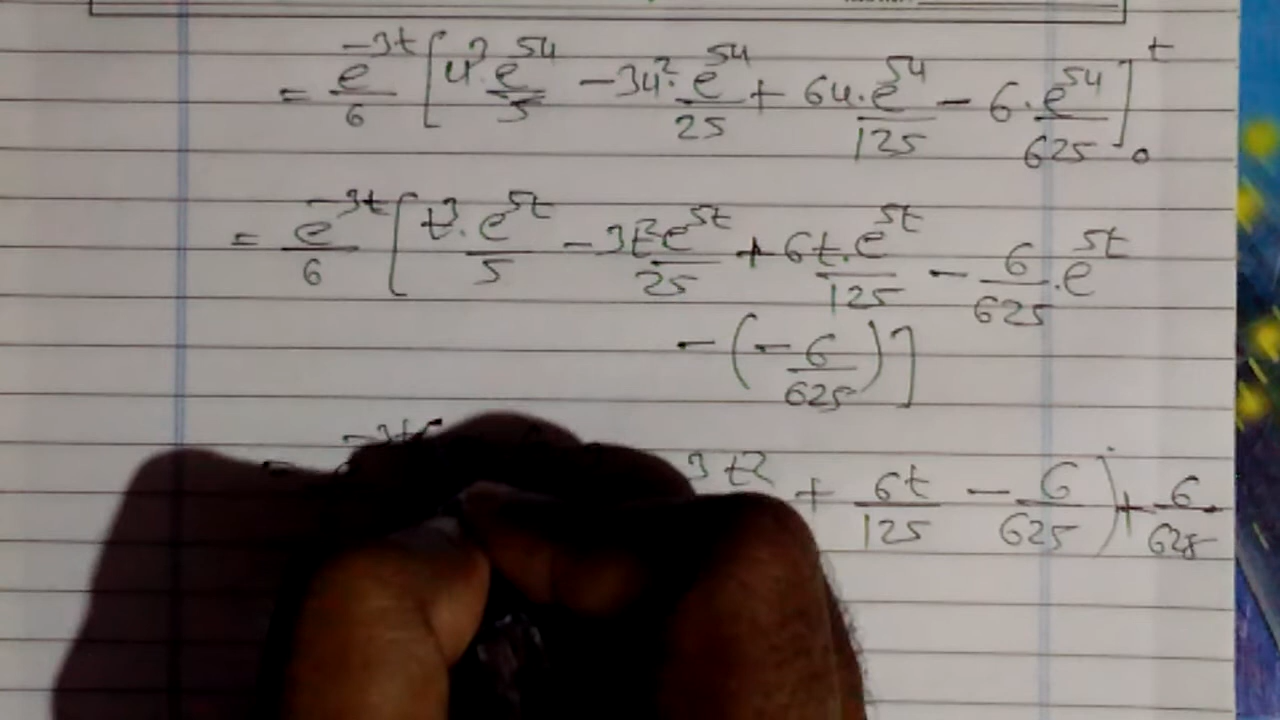 = e^{-3t}/6 [u^3·e^{5u}/5 - 3u^2·e^{5u}/25 + 6u·e^{5u}/125 - 6·e^{5u}/625]_0^t
= e^{-3t}/6 [t^3·e^{5t}/5 - 3t^2e^{5t}/25 + 6t·e^{5t}/125 - 6/625·e^{5t}
- (-6/625)]
3t^2 + 6t/125 - 6/625) + 6/625